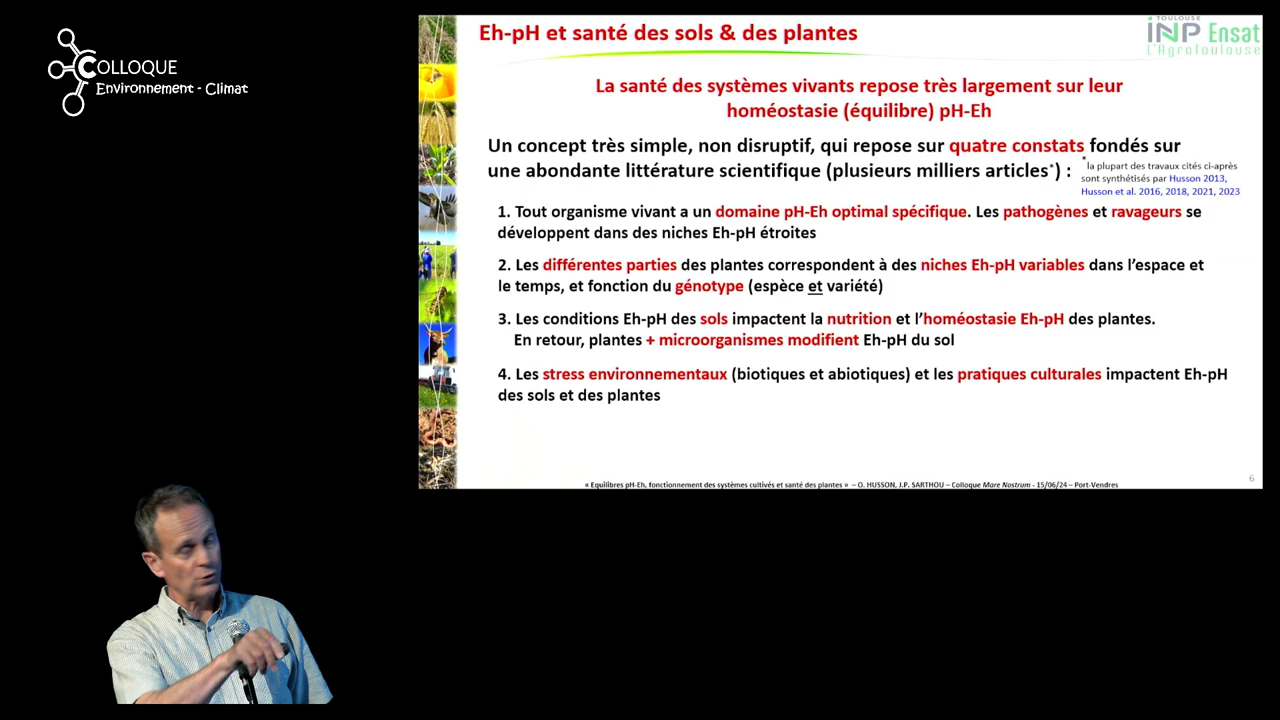 COLLOQUE
Environnement - Climat
Eh-pH et santé des sols & des plantes
TOULOUSE
INP Ensat
L'Agrotoulouse
La santé des systèmes vivants repose très largement sur leur
homéostasie (équilibre) pH-Eh
Un concept très simple, non disruptif, qui repose sur quatre constats fondés sur
une abondante littérature scientifique (plusieurs milliers articles*) :
*la plupart des travaux cités ci-après
sont synthétisés par Husson 2013,
Husson et al. 2016, 2018, 2021, 2023
1. Tout organisme vivant a un domaine pH-Eh optimal spécifique. Les pathogènes et ravageurs se
développent dans des niches Eh-pH étroites
2. Les différentes parties des plantes correspondent à des niches Eh-pH variables dans l'espace et
le temps, et fonction du génotype (espèce et variété)
3. Les conditions Eh-pH des sols impactent la nutrition et l'homéostasie Eh-pH des plantes.
En retour, plantes + microorganismes modifient Eh-pH du sol
4. Les stress environnementaux (biotiques et abiotiques) et les pratiques culturales impactent Eh-pH
des sols et des plantes
« Equilibres pH-Eh, fonctionnement des systèmes cultivés et santé des plantes » – O. HUSSON, J.P. SARTHOU – Colloque Mare Nostrum - 15/06/24 – Port-Vendres
6